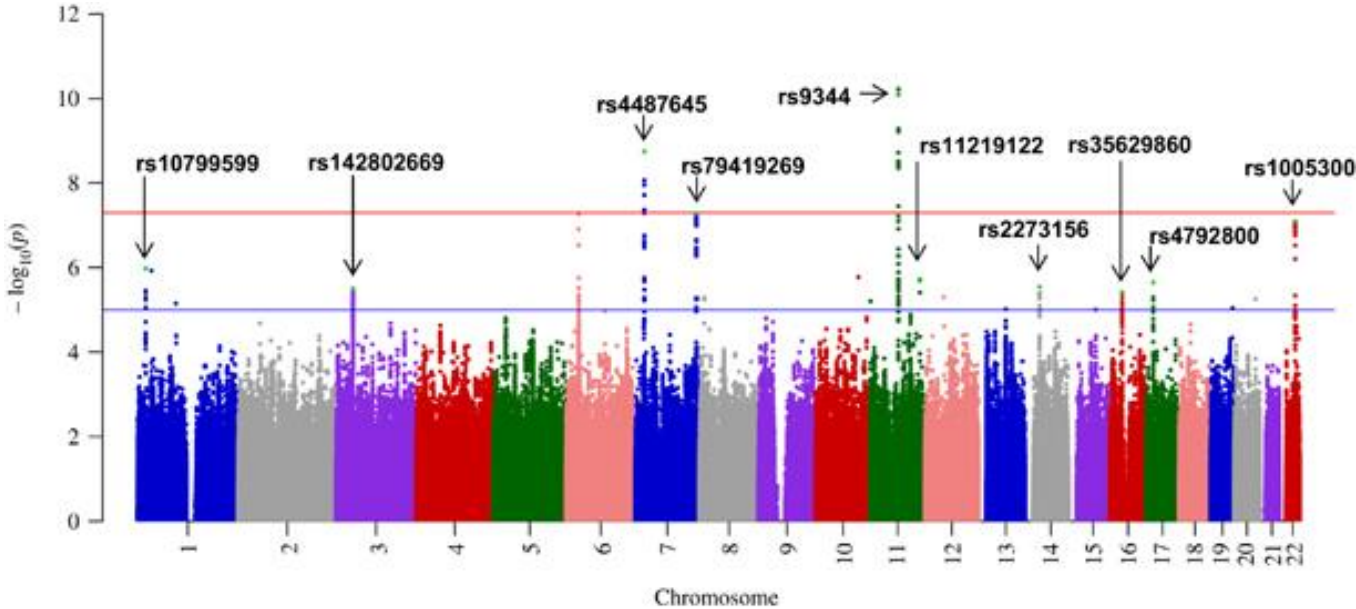 12
10
8
6
4
2
0
− log10(p)
rs10799599
rs142802669
rs4487645
rs79419269
rs9344
rs11219122
rs35629860
rs2273156
rs4792800
rs1005300
1 2 3 4 5 6 7 8 9 10 11 12 13 14 15 16 17 18 19 20 21 22
Chromosome